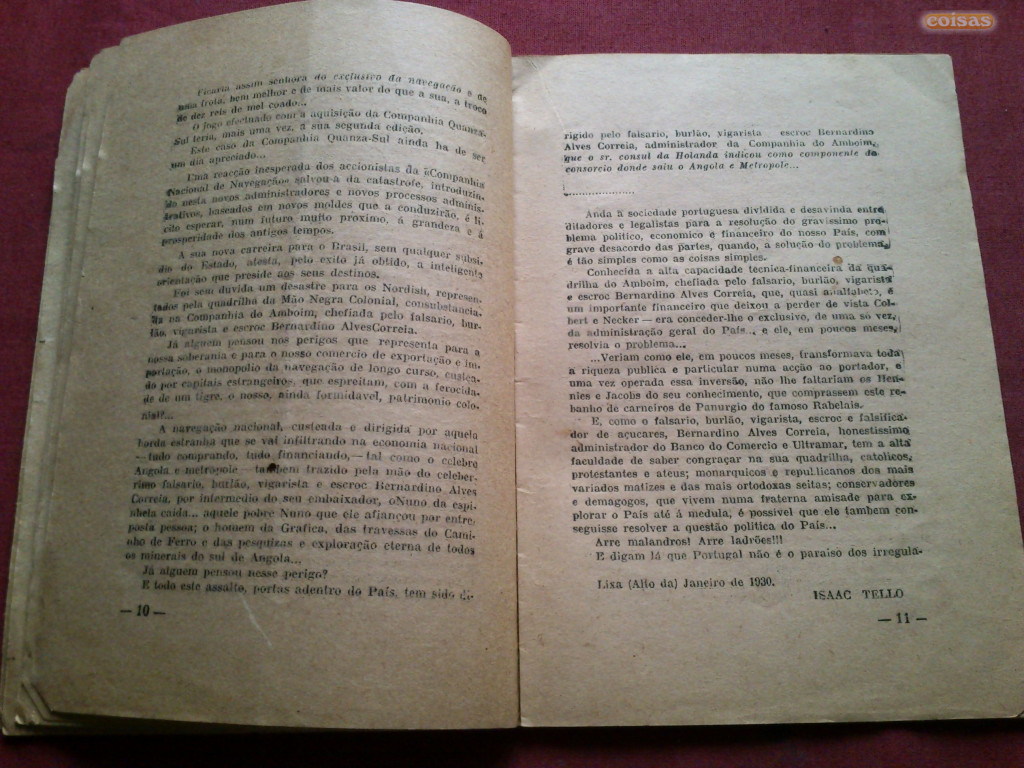 coisas
Ficaria assim senhora do exclusivo da navegação e de
uma frota, bem melhor e de mais valor do que a sua, a troco
de dez reis de mel coado...
O jogo efectuado com a aquisição da Companhia Quanza-
Sul teria, mais uma vez, a sua segunda edição.
Este caso da Companhia Quanza-Sul ainda ha de ser
um dia apreciado...
Uma reacção inesperada dos accionistas da «Companhia
Nacional de Navegação» salvou-a da catastrofe, introduzin-
do nesta novos administradores e novos processos adminis-
trativos, baseados em novos moldes que a conduzirão, é li-
cito esperar, num futuro muito próximo, á grandeza e á
prosperidade dos antigos tempos.
A sua nova carreira para o Brasil, sem qualquer subsi-
dio do Estado, atesta, pelo exito já obtido, a inteligente
orientação que preside aos seus destinos.
Foi sem duvida um desastre para os Nordish, represen-
tados pela quadrilha da Mão Negra Colonial, consubstancia-
da na Companhia do Amboim, chefiada pelo falsario, bur-
lão, vigarista e escroc Bernardino AlvesCorreia.
Já alguem pensou nos perigos que representa para a
nossa soberania e para o nosso comercio de exportação e im-
portação, o monopolio da navegação de longo curso, custea-
do por capitais estrangeiros, que espreitam, com a ferocida-
de de um tigre, o nosso, ainda formidavel, patrimonio colo-
nial?...
A navegação nacional, custeada e dirigida por aquela
horda estranha que se vai infiltrando na economia nacional
—tudo comprando, tudo financiando,—tal como o celebre
Angola e metropole—tambem trazido pela mão do celeber-
rimo falsario, burlão, vigarista e escroc Bernardino Alves
Correia, por intermedio do seu embaixador, oNuno da espi-
nhela caída... aquele pobre Nuno que ele afiançou por entre-
posta pessoa; o homem da Grafica, das travessas do Cami-
nho de Ferro e das pesquizas e exploração eterna de todos
os minerais do sul de Angola...
Já alguem pensou nesse perigo?
E todo este assalto, portas adentro do País, tem sido di-
—10—
rigido pelo falsario, burlão, vigarista escroc Bernardino
Alves Correia, administrador da Companhia do Amboim,
que o sr. consul da Holanda indicou como componente do
consorcio donde saiu o Angola e Metropole...
....................
Anda a sociedade portuguesa dividida e desavinda entre
ditadores e legalistas para a resolução do gravissimo pro-
blema politico, economico e financeiro do nosso País, com
grave desacordo das partes, quando, a solução do problema,
é tão simples como as coisas simples.
Conhecida a alta capacidade técnica-financeira da qua-
drilha do Amboim, chefiada pelo falsario, burlão, vigarista
e escroc Bernardino Alves Correia, que, quasi analfabeto, é
um importante financeiro que deixou a perder de vista Col-
bert e Necker—era conceder-lhe o exclusivo, de uma só vez,
da administração geral do País... e ele, em poucos meses,
resolvia o problema...
...Veriam como ele, em poucos meses, transformava toda
a riqueza publica e particular numa acção ao portador, e
uma vez operada essa inversão, não lhe faltariam os Hen-
nies e Jacobs do seu conhecimento, que comprassem este re-
banho de carneiros de Panurgio do famoso Rabelais.
E, como o falsario, burlão, vigarista, escroc e falsifica-
dor de açucares, Bernardino Alves Correia, honestissimo
administrador do Banco do Comercio e Ultramar, tem a alta
faculdade de saber congraçar na sua quadrilha, catolicos,
protestantes e ateus; monarquicos e republicanos dos mais
variados matizes e das mais ortodoxas seitas; conservadores
e demagogos, que vivem numa fraterna amisade para ex-
plorar o País até á medula, é possivel que ele tambem con-
seguisse resolver a questão politica do País...
Arre malandros! Arre ladrões!!!
E digam lá que Portugal não é o paraiso dos irregula-
Lixa (Alto da) Janeiro de 1930.
ISAAC TELLO
—11—